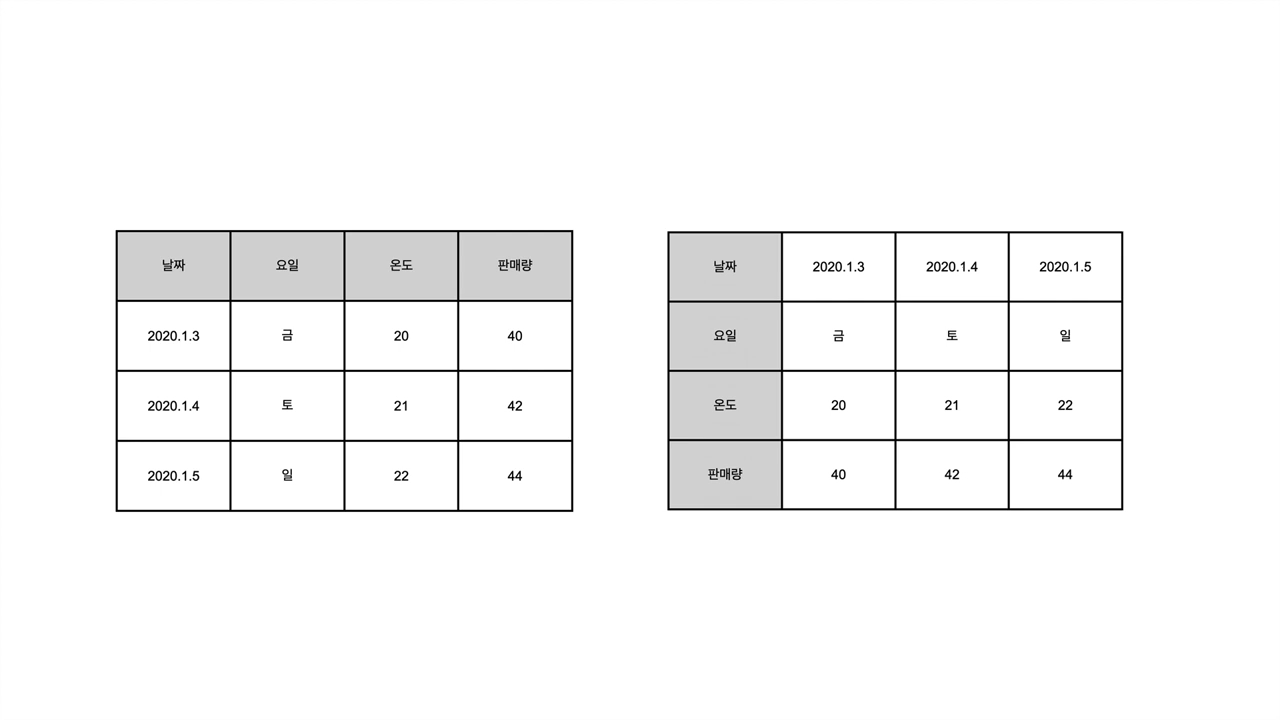 날짜 요일 온도 판매량
2020.1.3 금 20 40
2020.1.4 토 21 42
2020.1.5 일 22 44
날짜 2020.1.3 2020.1.4 2020.1.5
요일 금 토 일
온도 20 21 22
판매량 40 42 44